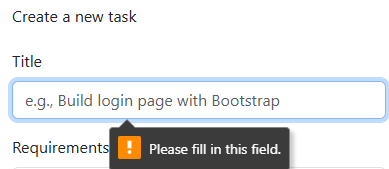 Create a new task
Title
e.g., Build login page with Bootstrap
Please fill in this field.
Requirements